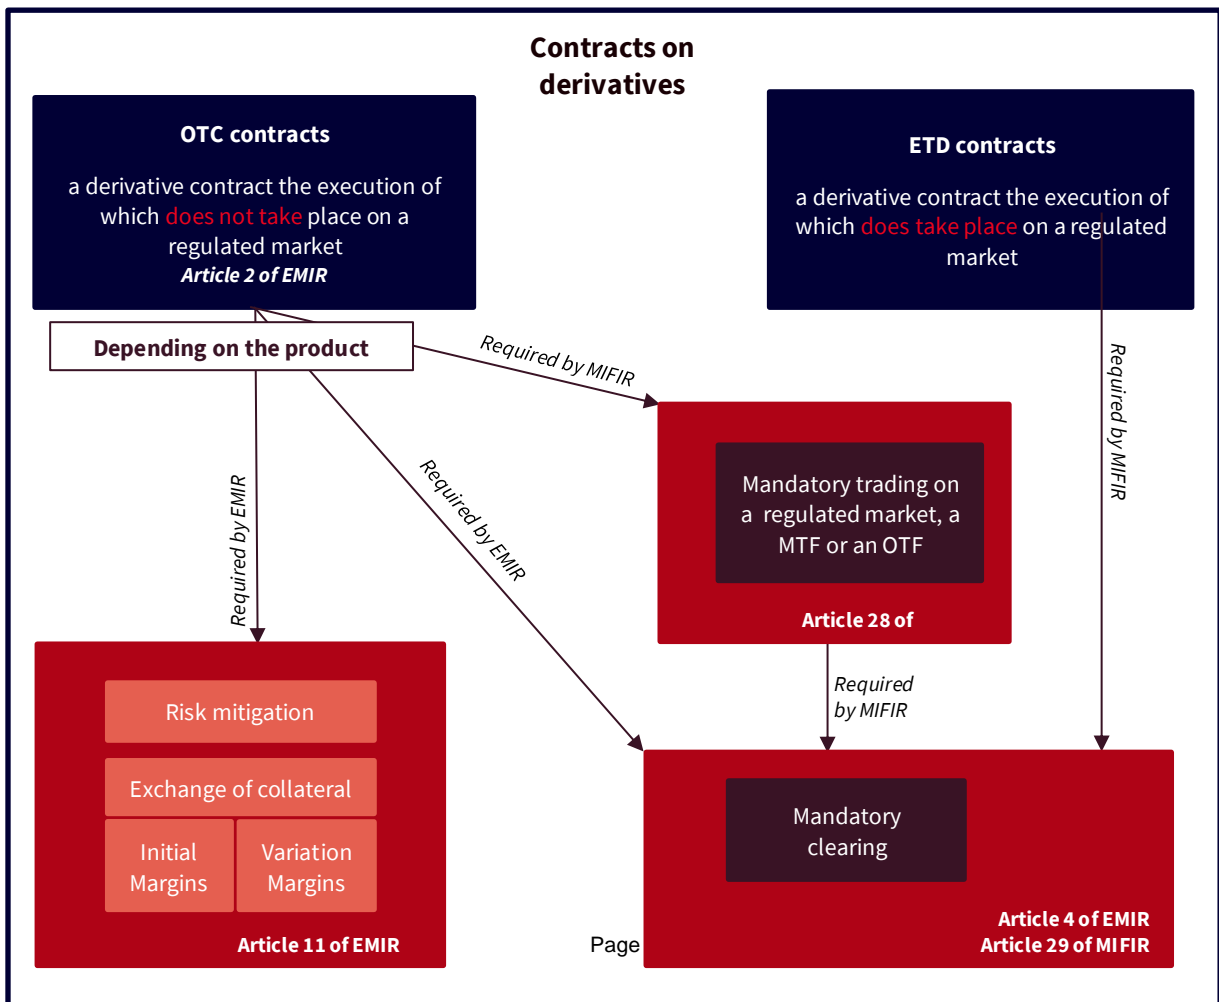 Contracts on
derivatives
OTC contracts
a derivative contract the execution of
which does not take place on a
regulated market
Article 2 of EMIR
ETD contracts
a derivative contract the execution of
which does take place on a regulated
market
Depending on the product
Required by MIFIR
Required by EMIR
Required by EMIR
Required by MIFIR
Mandatory trading on
a regulated market, a
MTF or an OTF
Article 28 of
Required
by MIFIR
Risk mitigation
Exchange of collateral
Initial
Margins
Variation
Margins
Article 11 of EMIR
Mandatory
clearing
Article 4 of EMIR
Article 29 of MIFIR
Page